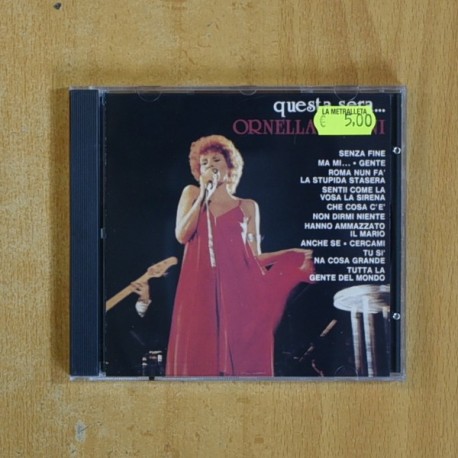 questa sera...
LA METRALLETA
€ 5,00
ORNELLA
SENZA FINE
MA MI... • GENTE
ROMA NUN FA'
LA STUPIDA STASERA
SENTII COME LA
VOSA LA SIRENA
CHE COSA C'E'
NON DIRMI NIENTE
HANNO AMMAZZATO
IL MARIO
ANCHE SE • CERCAMI
TU SI'
NA COSA GRANDE
TUTTA LA
GENTE DEL MONDO